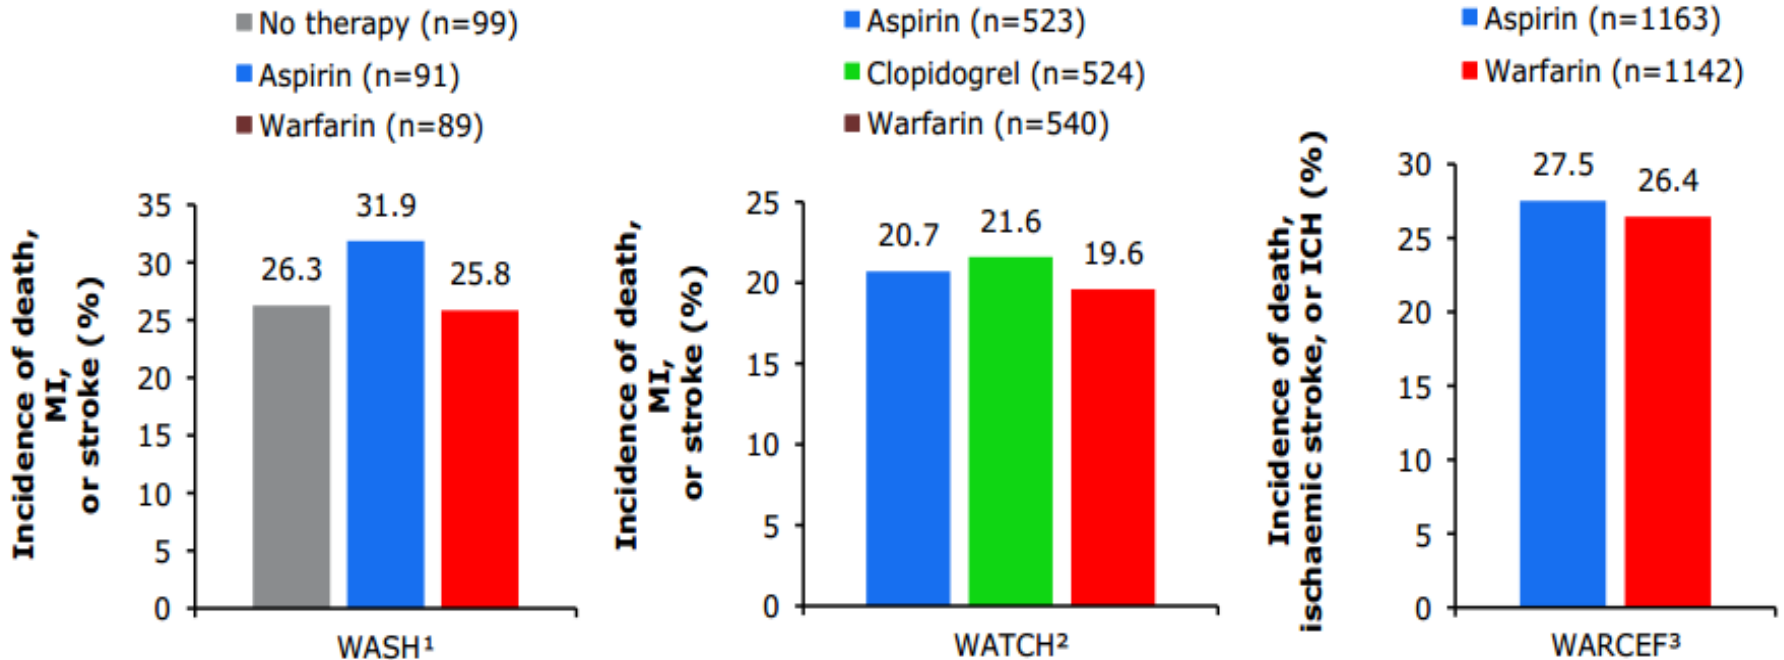 No therapy (n=99)
Aspirin (n=91)
Warfarin (n=89)
Incidence of death,
MI,
or stroke (%)
35
30
25
20
15
10
5
0
26.3
31.9
25.8
WASH¹
Aspirin (n=523)
Clopidogrel (n=524)
Warfarin (n=540)
Incidence of death,
MI,
or stroke (%)
25
20
15
10
5
0
20.7
21.6
19.6
WATCH²
Aspirin (n=1163)
Warfarin (n=1142)
Incidence of death,
ischaemic stroke, or ICH (%)
30
25
20
15
10
5
0
27.5
26.4
WARCEF³